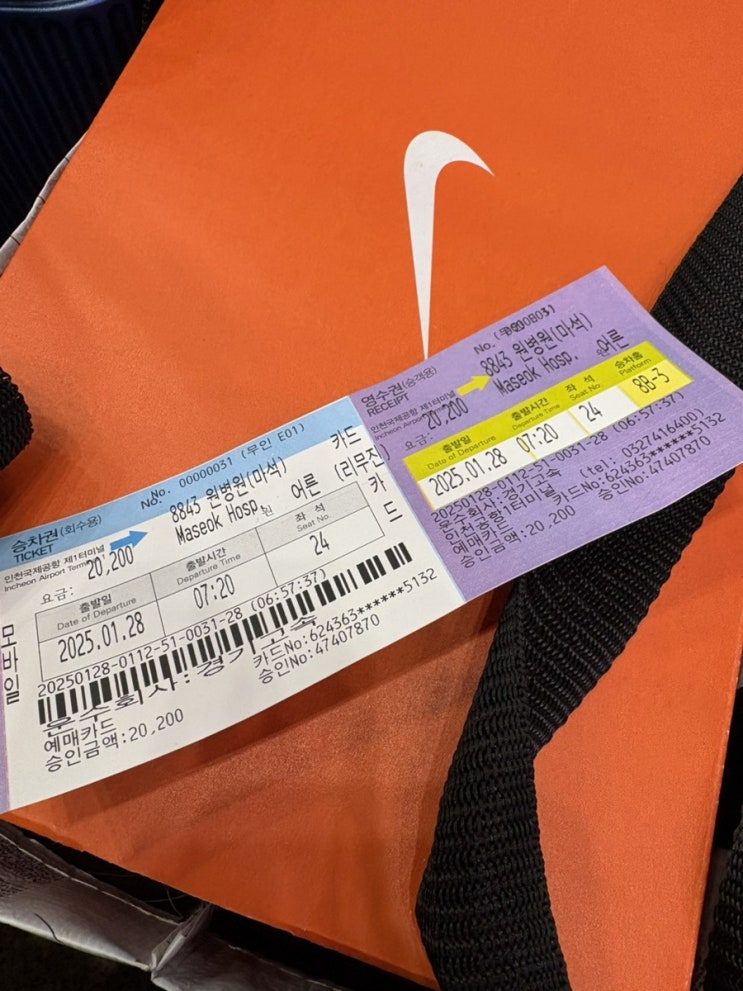 승차권(회수용)
TICKET
No. 00000031 (무인 E01)
카드
인천국제공항 제1터미널
8843 원병원(마석)
Maseok Hosp.
요금: 20,200 원
어른 (리무진)
카드
출발일
Date of Departure
출발시간
Departure Time
좌 석
Seat No.
2025.01.28
07:20
24
20250128-0112-51-0031-28 (06:57:37)
모바일
운수회사:경기고속
예매카드
카드No:624363******5132
승인금액:20,200
승인No:47407870
영수권(승객용)
RECEIPT
No.
인천국제공항 제1터미널
8843 원병원(마석)
Maseok Hosp.
요금: 20,200 원
어른
출발일
Date of Departure
출발시간
Departure Time
좌 석
Seat No.
승차홈
Platform
2025.01.28
07:20
24
8B-3
20250128-0112-51-0031-28 (06:57:37)
운수회사:경기고속
인천공항1터미널 (tel): 0327416400)
예매카드
카드No:624363******5132
승인금액:20,200
승인No:47407870